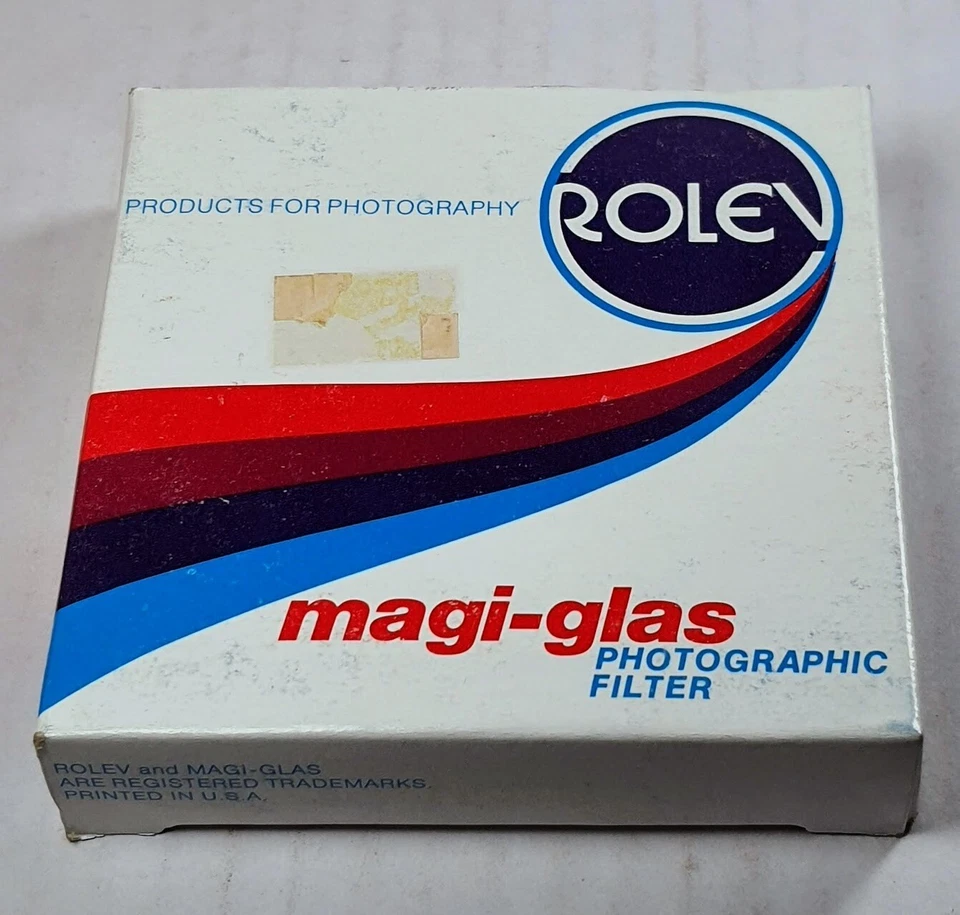 PRODUCTS FOR PHOTOGRAPHY
ROLEV
magi-glas
PHOTOGRAPHIC
FILTER
ROLEV and MAGI-GLAS
ARE REGISTERED TRADEMARKS.
PRINTED IN U.S.A.